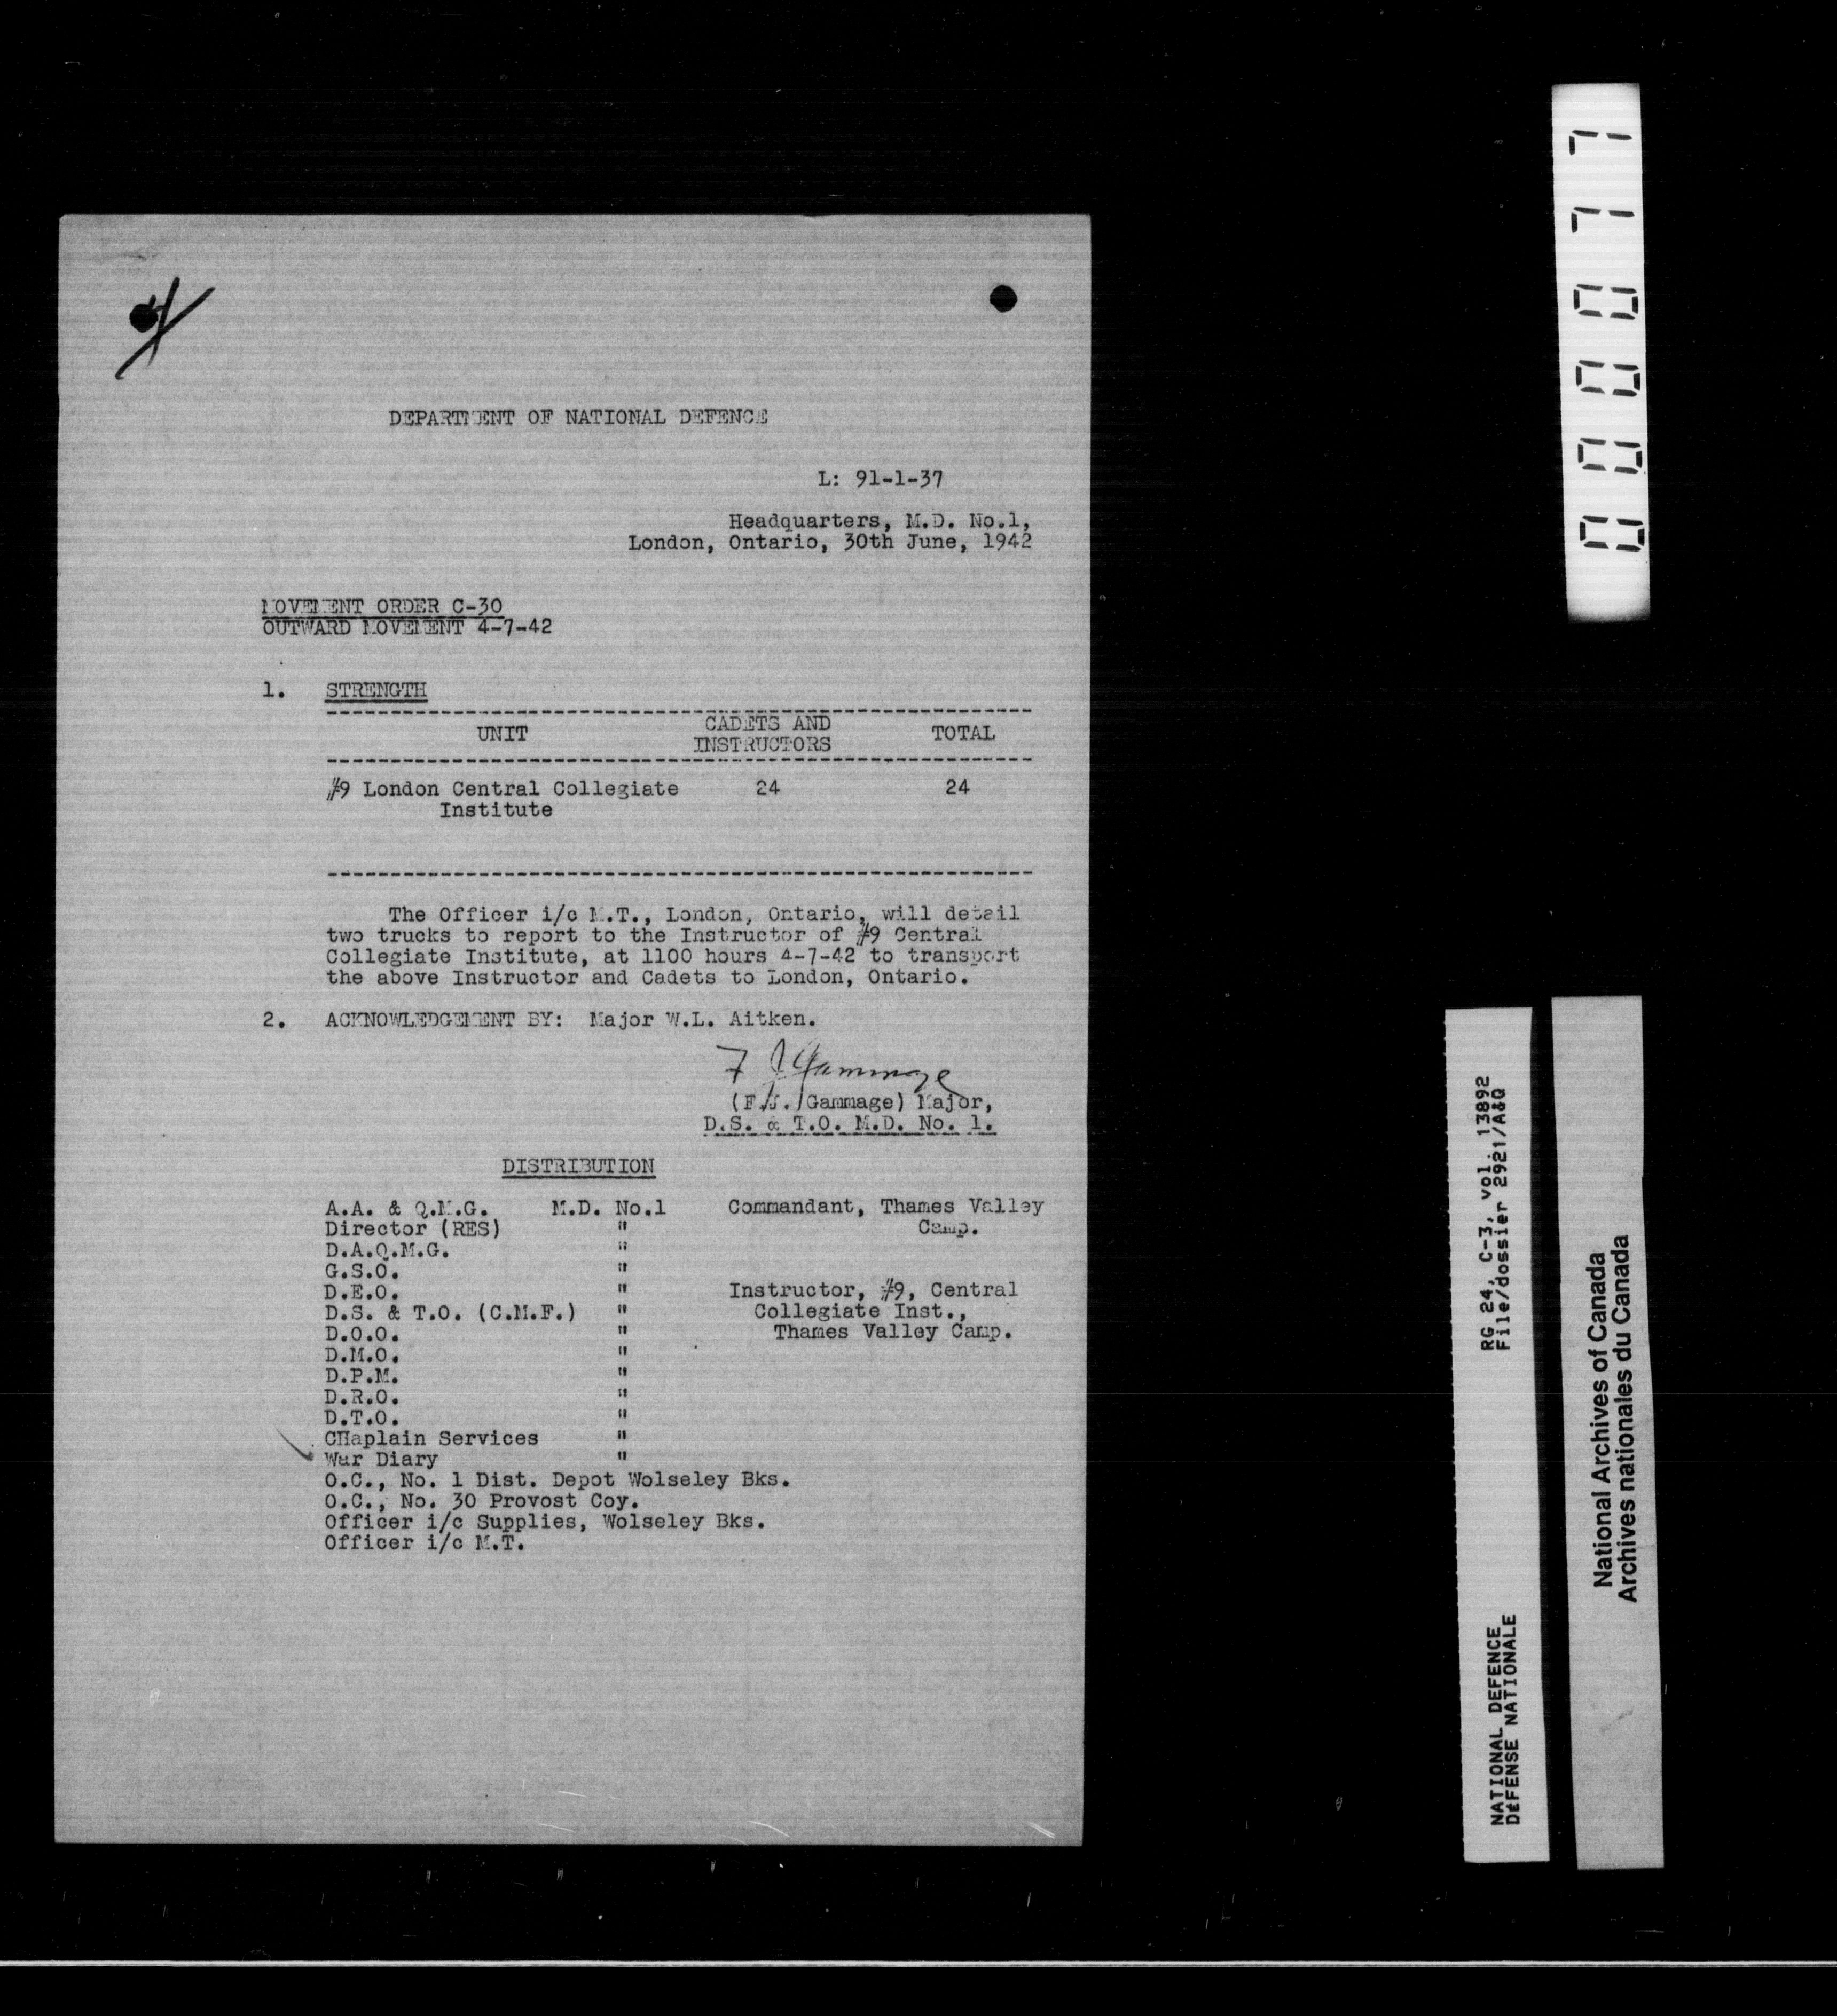 DEPARTMENT OF NATIONAL DEFENCE
L: 91-1-37
Headquarters, M.D. No.1,
London, Ontario, 30th June, 1942
MOVEMENT ORDER C-30
OUTWARD MOVEMENT 4-7-42
1. STRENGTH
UNIT CADETS AND INSTRUCTORS TOTAL
#9 London Central Collegiate 24 24
Institute
The Officer i/c M.T., London, Ontario, will detail
two trucks to report to the Instructor of #9 Central
Collegiate Institute, at 1100 hours 4-7-42 to transport
the above Instructor and Cadets to London, Ontario.
2. ACKNOWLEDGEMENT BY: Major W.L. Aitken.
F J Gammage
(F.J. Gammage) Major,
D.S. & T.O. M.D. No. 1.
DISTRIBUTION
A.A. & Q.M.G. M.D. No.1 Commandant, Thames Valley
Director (RES) " Camp.
D.A.Q.M.G. "
G.S.O. "
D.E.O. " Instructor, #9, Central
D.S. & T.O. (C.M.F.) " Collegiate Inst.,
D.O.O. " Thames Valley Camp.
D.M.O. "
D.P.M. "
D.R.O. "
D.T.O. "
CHaplain Services "
War Diary "
O.C., No. 1 Dist. Depot Wolseley Bks.
O.C., No. 30 Provost Coy.
Officer i/c Supplies, Wolseley Bks.
Officer i/c M.T.
000077
RG 24, C-3, vol. 13892
File/dossier 2921/A&Q
NATIONAL DEFENCE
DéFENSE NATIONALE
National Archives of Canada
Archives nationales du Canada